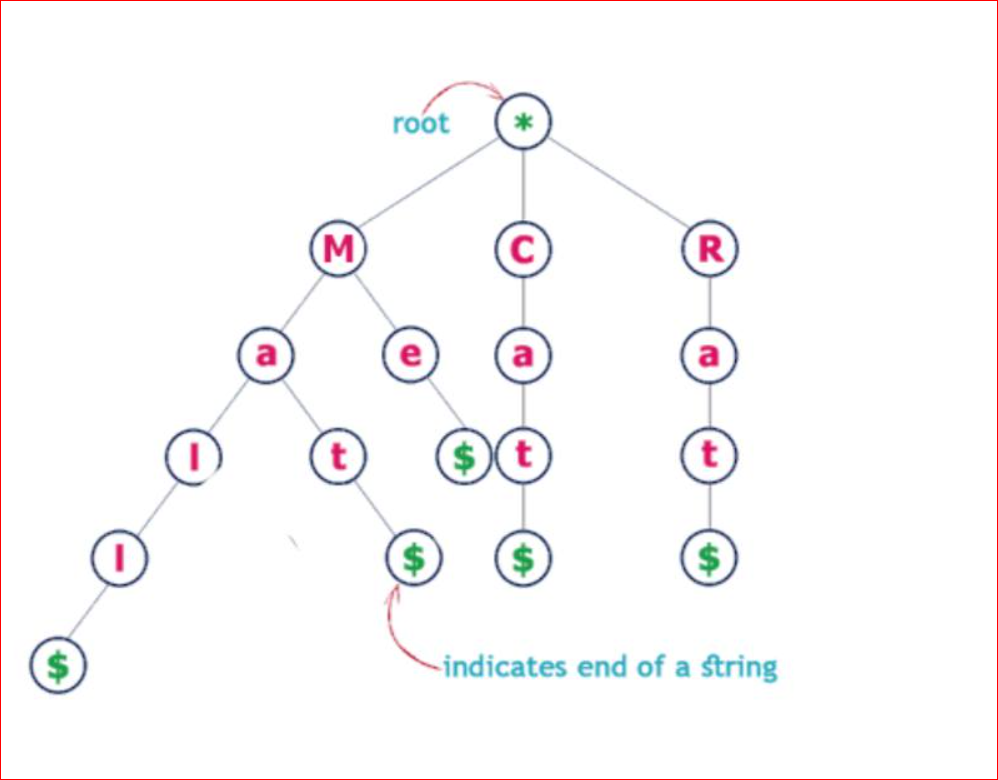 root *
M C R
a e a a
l t $ t t
l $ $ $
$ indicates end of a string